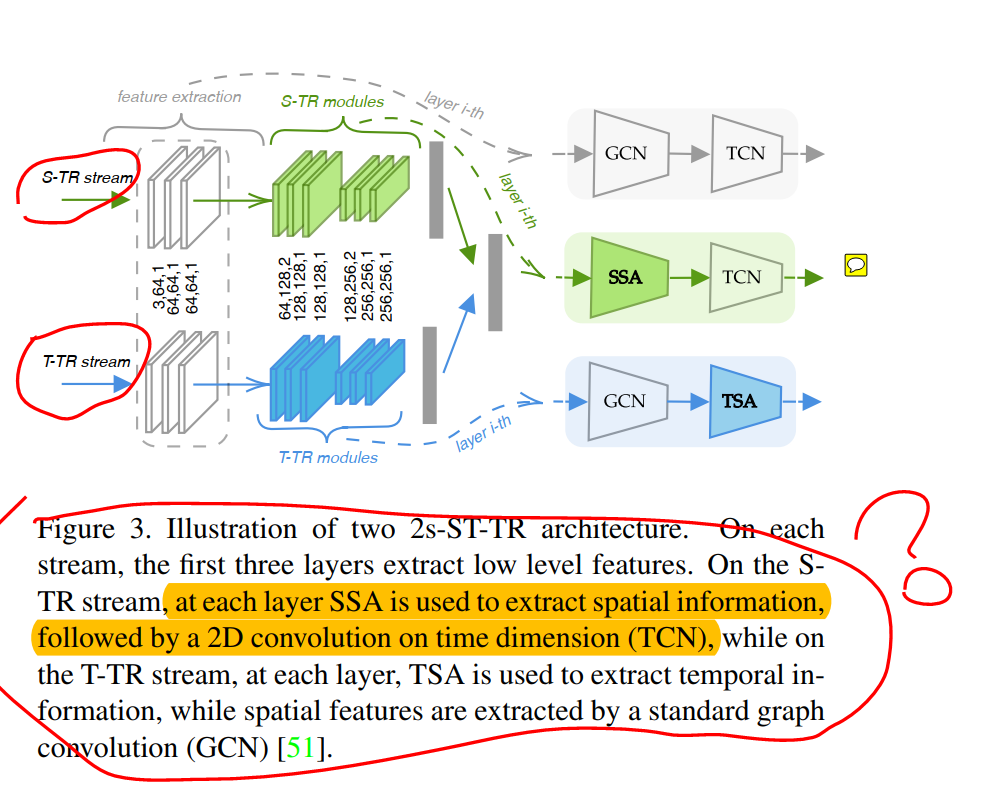 feature extraction
S-TR modules
layer i-th
GCN
TCN
S-TR stream
layer i-th
SSA
TCN
3,64,1
64,64,1
64,64,1
64,128,2
128,128,1
128,128,1
128,256,2
256,256,1
256,256,1
T-TR stream
GCN
TSA
layer i-th
T-TR modules
Figure 3. Illustration of two 2s-ST-TR architecture. On each
stream, the first three layers extract low level features. On the S-
TR stream, at each layer SSA is used to extract spatial information,
followed by a 2D convolution on time dimension (TCN), while on
the T-TR stream, at each layer, TSA is used to extract temporal in-
formation, while spatial features are extracted by a standard graph
convolution (GCN) [51].
?